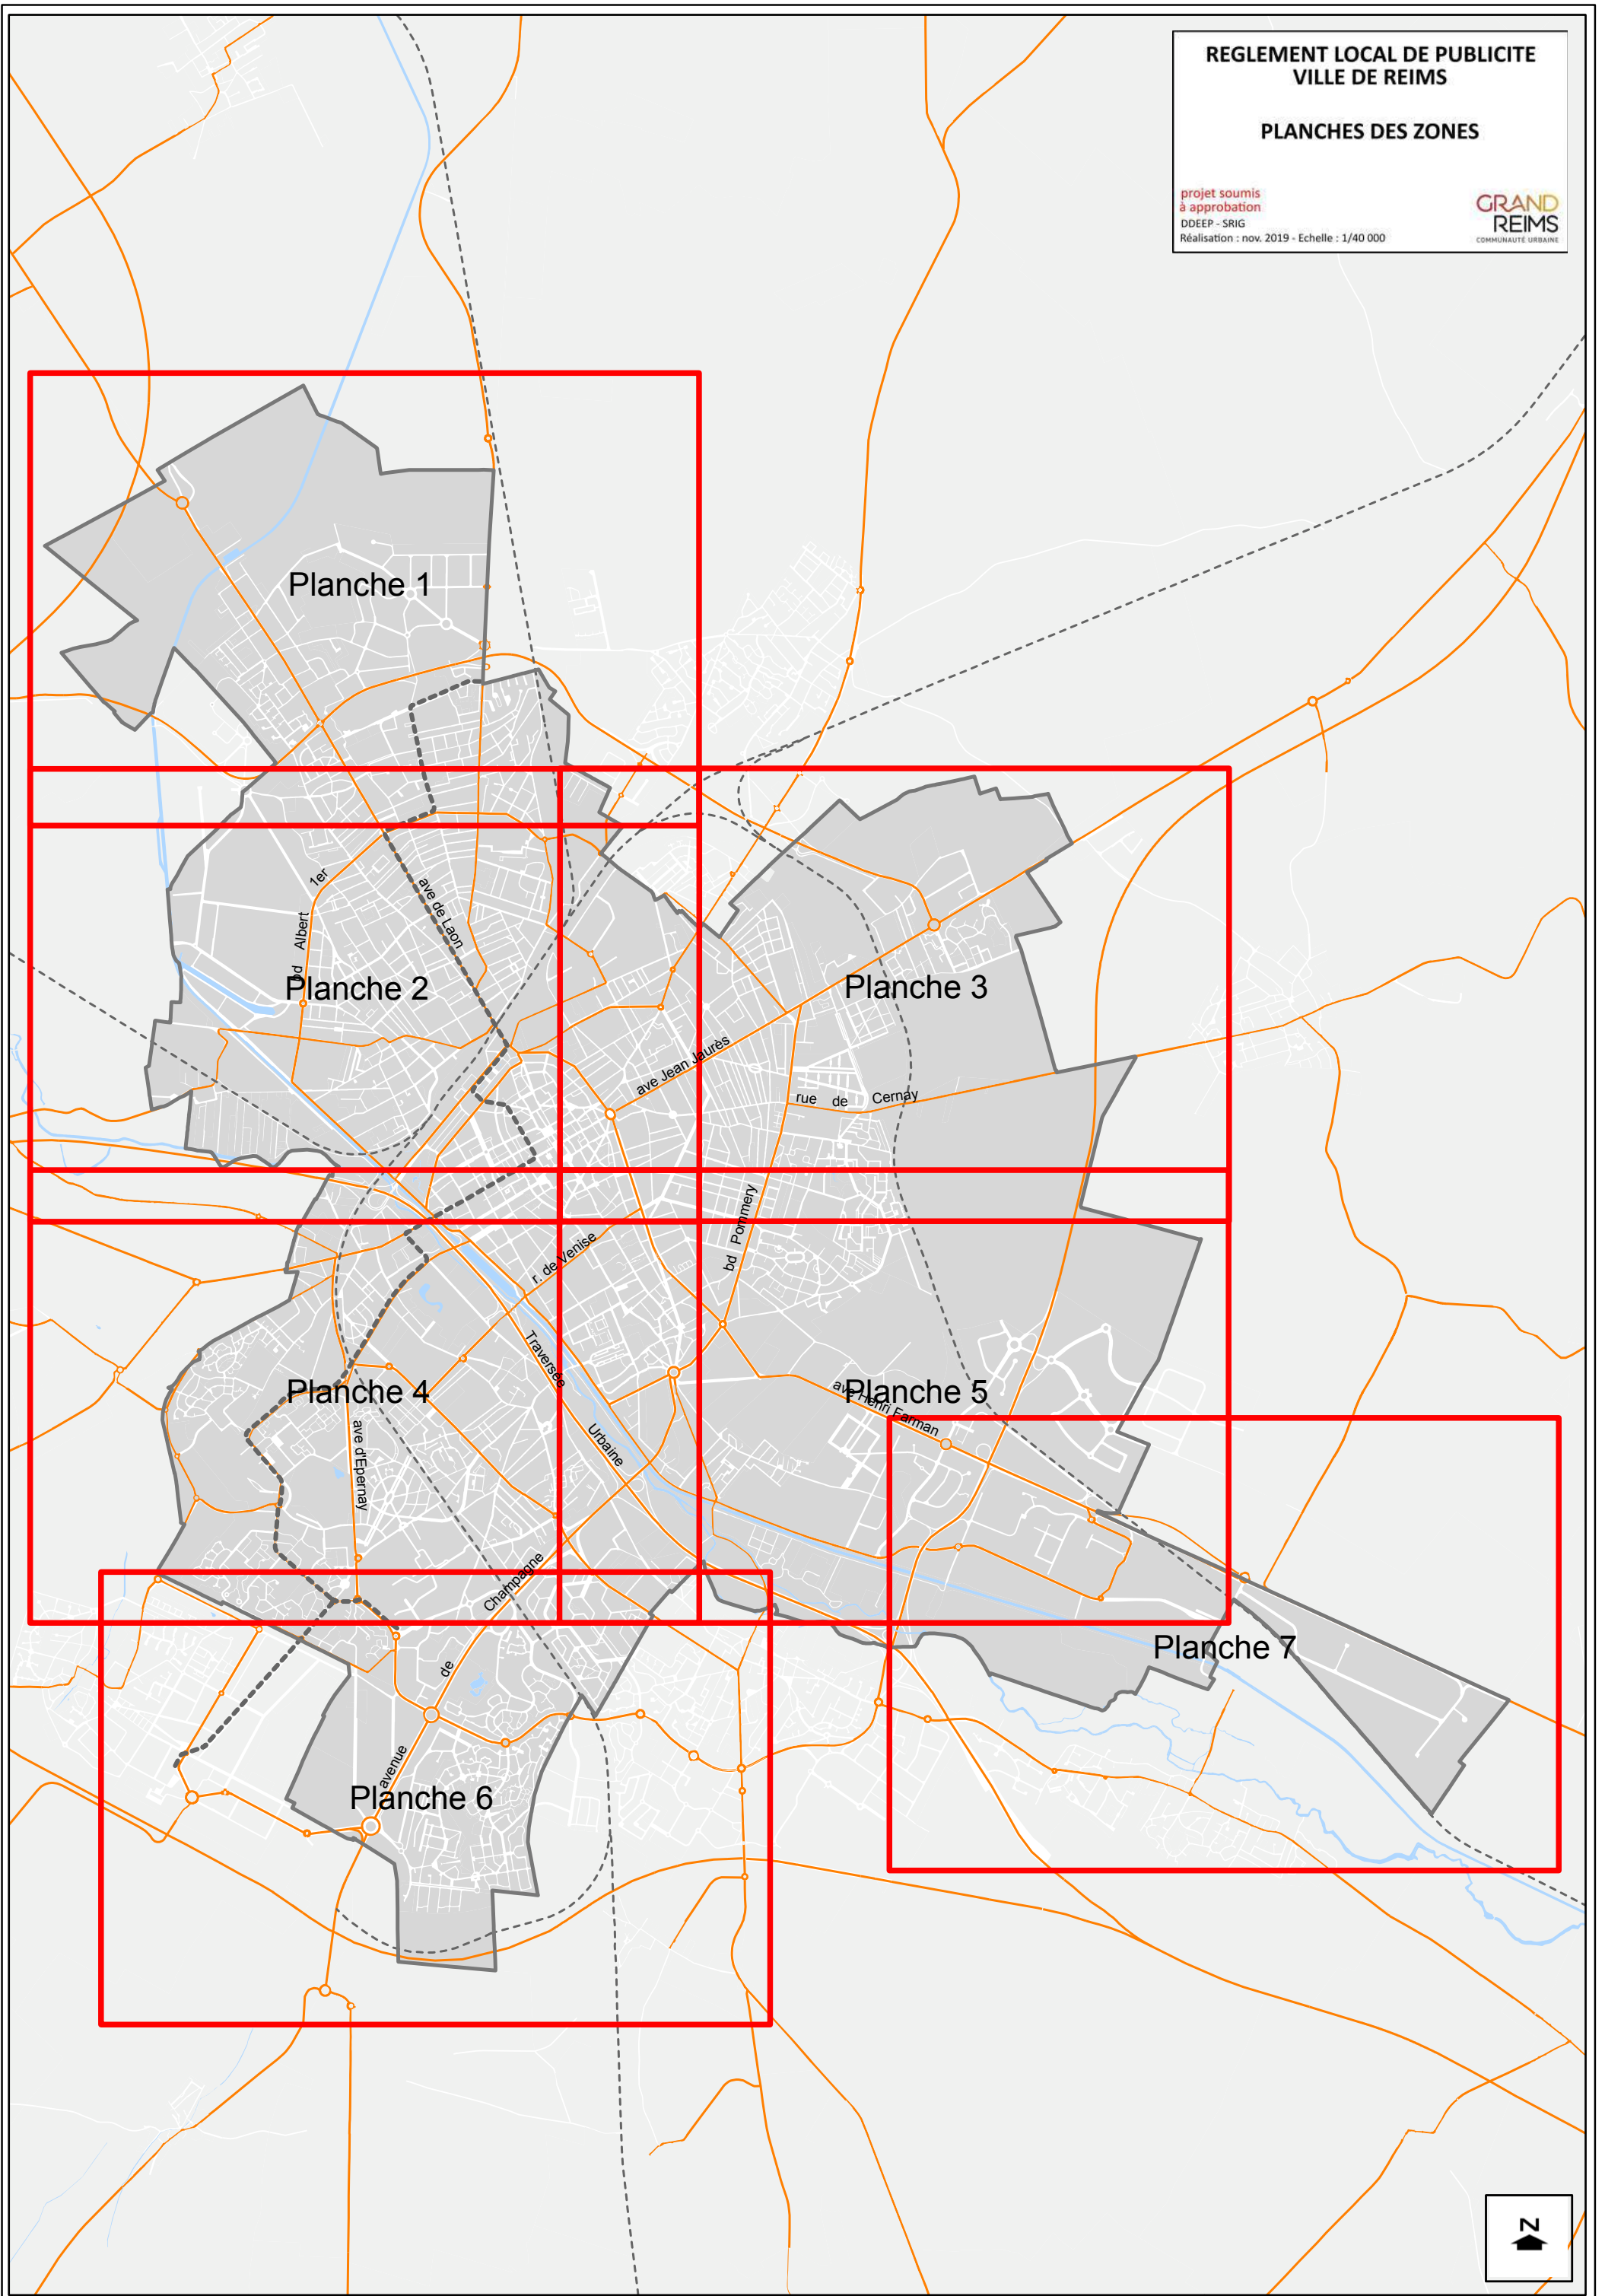 REGLEMENT LOCAL DE PUBLICITE
VILLE DE REIMS
PLANCHES DES ZONES
projet soumis
à approbation
DDEEP - SRIG
Réalisation : nov. 2019 - Echelle : 1/40 000
GRAND
REIMS
COMMUNAUTÉ URBAINE
Planche 1
bd Albert 1er
ave de Laon
Planche 2
Planche 3
ave Jean Jaurès
rue de Cernay
bd Pommery
r. de Venise
Traversée Urbaine
Planche 4
ave d'Epernay
Planche 5
ave Henri Farman
avenue de Champagne
Planche 7
Planche 6
N